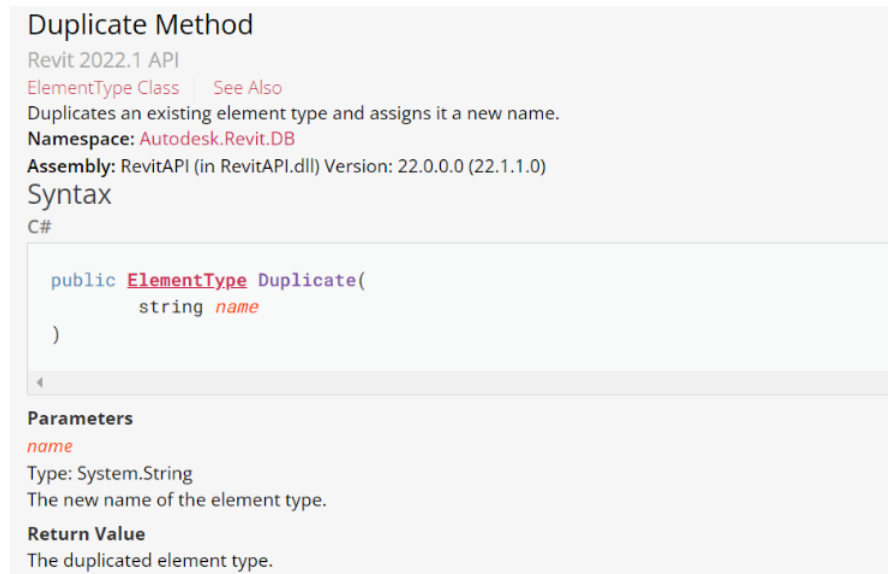 Duplicate Method
Revit 2022.1 API
ElementType Class See Also
Duplicates an existing element type and assigns it a new name.
Namespace: Autodesk.Revit.DB
Assembly: RevitAPI (in RevitAPI.dll) Version: 22.0.0.0 (22.1.1.0)
Syntax
C#
public ElementType Duplicate(
string name
)
Parameters
name
Type: System.String
The new name of the element type.
Return Value
The duplicated element type.